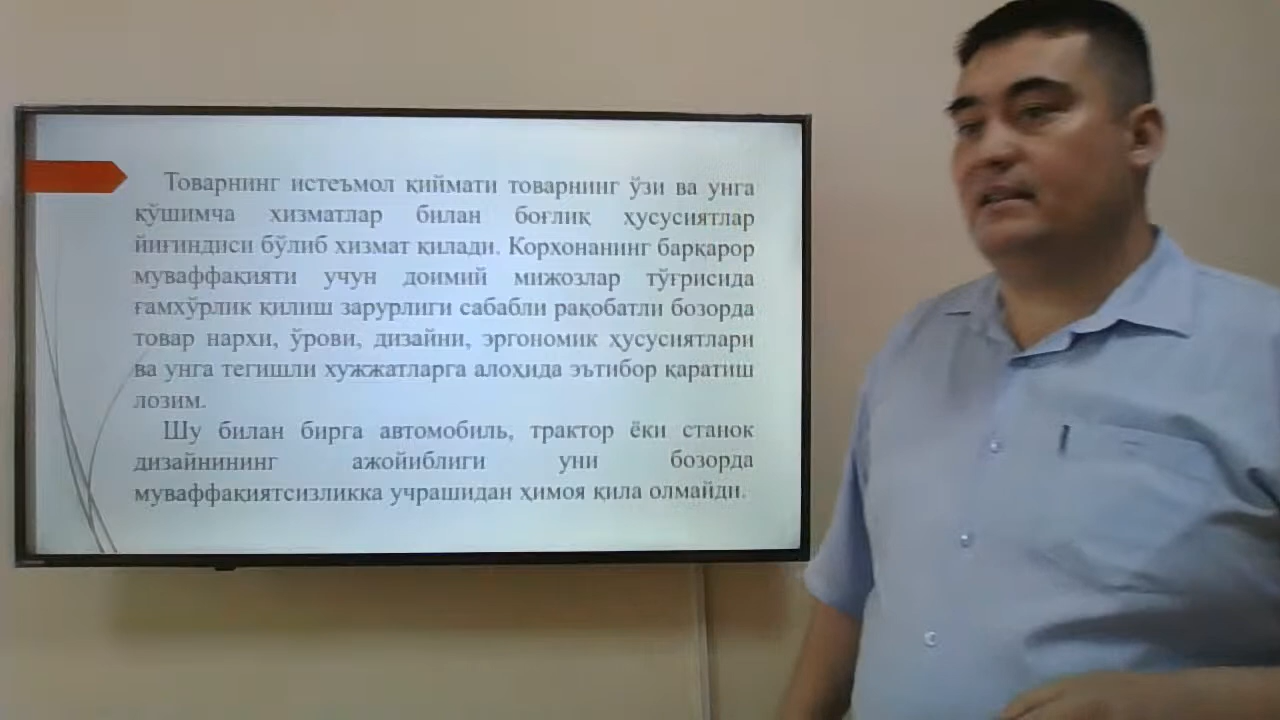 Товарнинг истеъмол қиймати товарнинг ўзи ва унга
қўшимча хизматлар билан боғлиқ ҳусусиятлар
йиғиндиси бўлиб хизмат қилади. Корхонанинг барқарор
муваффақияти учун доимий мижозлар тўғрисида
ғамхўрлик қилиш зарурлиги сабабли рақобатли бозорда
товар нархи, ўрови, дизайни, эргономик ҳусусиятлари
ва унга тегишли хужжатларга алоҳида эътибор қаратиш
лозим.
Шу билан бирга автомобиль, трактор ёки станок
дизайнининг ажойиблиги уни бозорда
муваффақиятсизликка учрашидан ҳимоя қила олмайди.